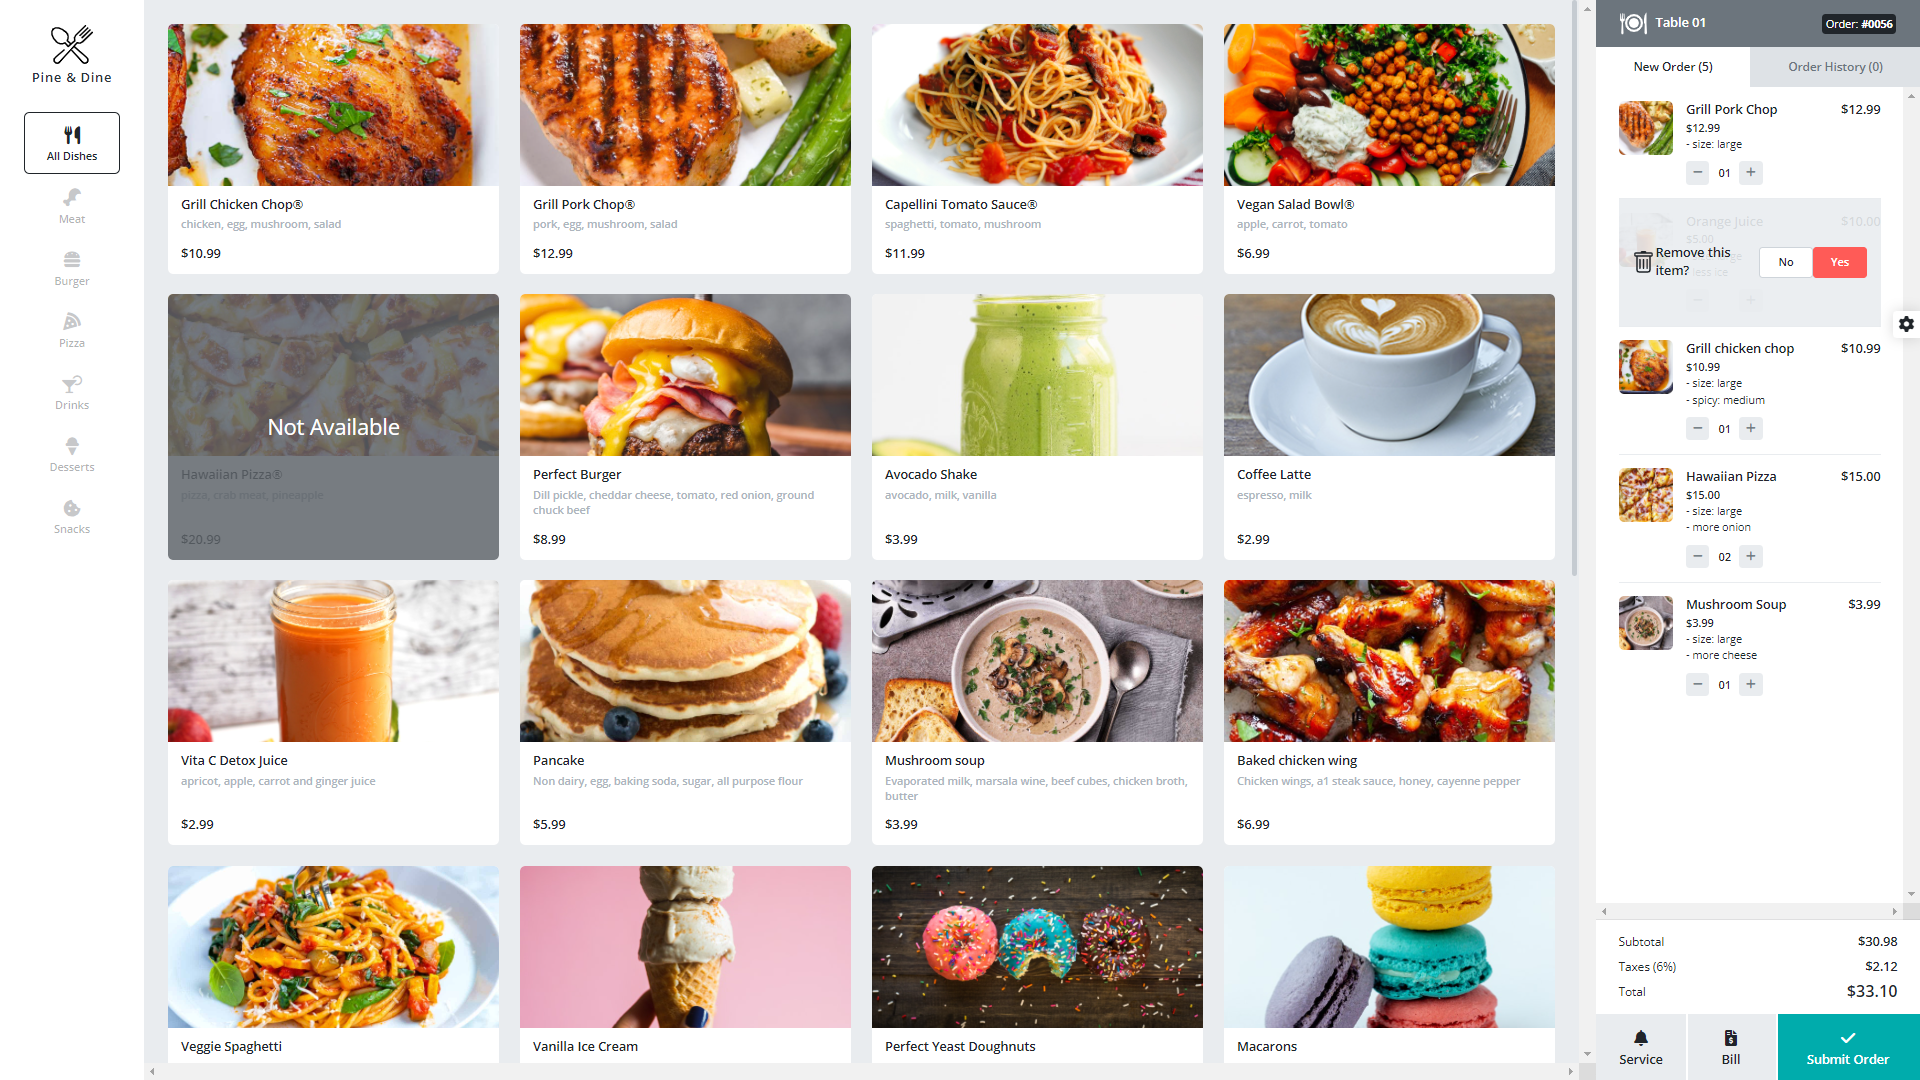 Pine & Dine
All Dishes
Meat
Burger
Pizza
Drinks
Desserts
Snacks
Grill Chicken Chop®
chicken, egg, mushroom, salad
$10.99
Grill Pork Chop®
pork, egg, mushroom, salad
$12.99
Capellini Tomato Sauce®
spaghetti, tomato, mushroom
$11.99
Vegan Salad Bowl®
apple, carrot, tomato
$6.99
Not Available
Hawaiian Pizza®
pizza, crab meat, pineapple
$20.99
Perfect Burger
Dill pickle, cheddar cheese, tomato, red onion, ground
chuck beef
$8.99
Avocado Shake
avocado, milk, vanilla
$3.99
Coffee Latte
espresso, milk
$2.99
Vita C Detox Juice
apricot, apple, carrot and ginger juice
$2.99
Pancake
Non dairy, egg, baking soda, sugar, all purpose flour
$5.99
Mushroom soup
Evaporated milk, marsala wine, beef cubes, chicken broth,
butter
$3.99
Baked chicken wing
Chicken wings, a1 steak sauce, honey, cayenne pepper
$6.99
Veggie Spaghetti
Vanilla Ice Cream
Perfect Yeast Doughnuts
Macarons
Table 01
Order: #0056
New Order (5)
Order History (0)
Grill Pork Chop
$12.99
$12.99
- size: large
01
Orange Juice
$10.00
$5.00
Remove this
item?
No
Yes
less ice
Grill chicken chop
$10.99
$10.99
- size: large
- spicy: medium
01
Hawaiian Pizza
$15.00
$15.00
- size: large
- more onion
02
Mushroom Soup
$3.99
$3.99
- size: large
- more cheese
01
Subtotal
$30.98
Taxes (6%)
$2.12
Total
$33.10
Service
Bill
Submit Order